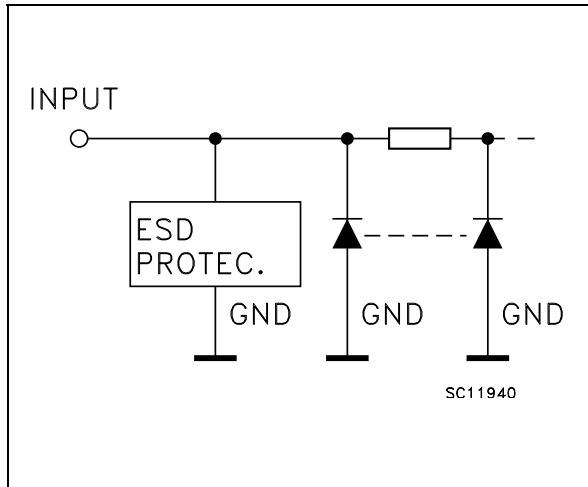 INPUT
ESD
PROTEC.
GND
GND
GND
SC11940